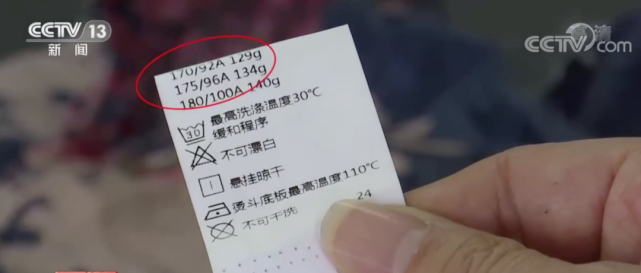 CCTV 13
新闻
CCTV.com
170/92A 129g
175/96A 134g
180/100A 140g
30
最高洗涤温度30℃
缓和程序
不可漂白
悬挂晾干
熨斗底板最高温度110℃
不可干洗
24